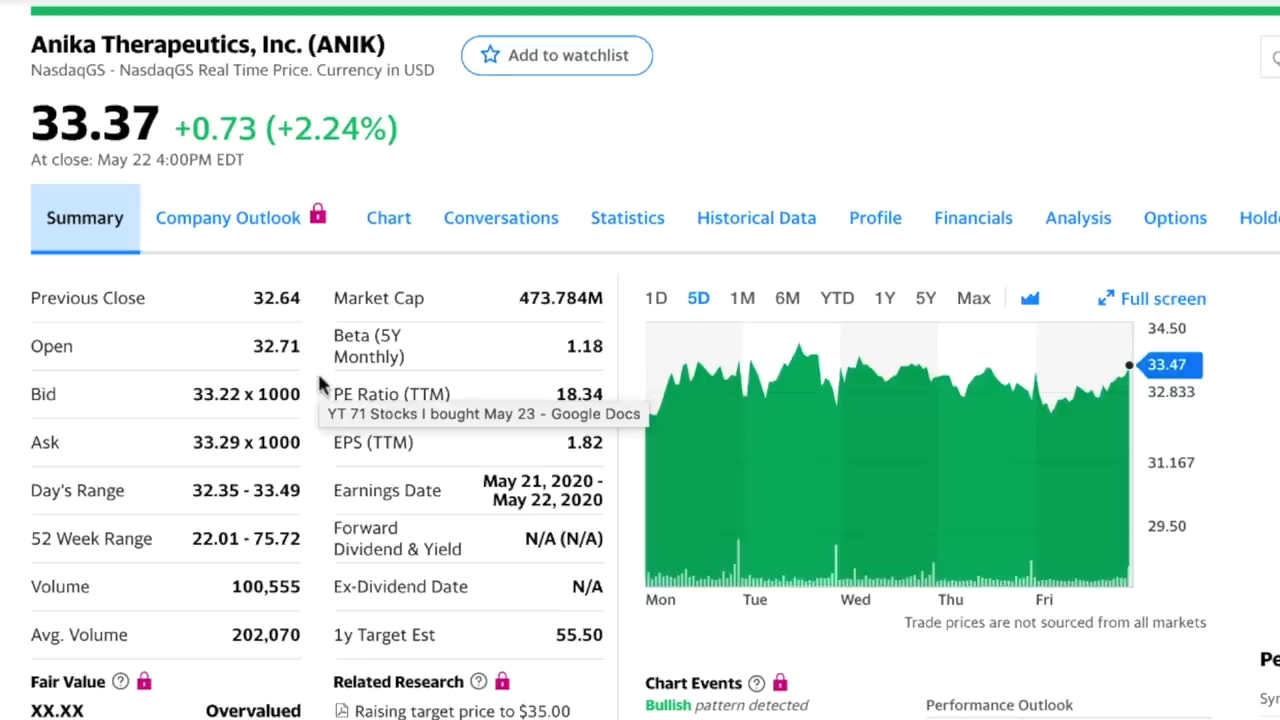 Anika Therapeutics, Inc. (ANIK)
NasdaqGS - NasdaqGS Real Time Price. Currency in USD
Add to watchlist
33.37 +0.73 (+2.24%)
At close: May 22 4:00PM EDT
Summary
Company Outlook
Chart
Conversations
Statistics
Historical Data
Profile
Financials
Analysis
Options
Holde
Previous Close 32.64
Open 32.71
Bid 33.22 x 1000
Ask 33.29 x 1000
Day's Range 32.35 - 33.49
52 Week Range 22.01 - 75.72
Volume 100,555
Avg. Volume 202,070
Fair Value ?
XX.XX Overvalued
Market Cap 473.784M
Beta (5Y
Monthly) 1.18
PE Ratio (TTM) 18.34
YT 71 Stocks I bought May 23 - Google Docs
EPS (TTM) 1.82
Earnings Date May 21, 2020 -
May 22, 2020
Forward
Dividend & Yield N/A (N/A)
Ex-Dividend Date N/A
1y Target Est 55.50
Related Research ?
Raising target price to $35.00
1D 5D 1M 6M YTD 1Y 5Y Max
Full screen
34.50
33.47
32.833
31.167
29.50
Mon Tue Wed Thu Fri
Trade prices are not sourced from all markets
Chart Events ?
Bullish pattern detected
Performance Outlook
Pe
Syn